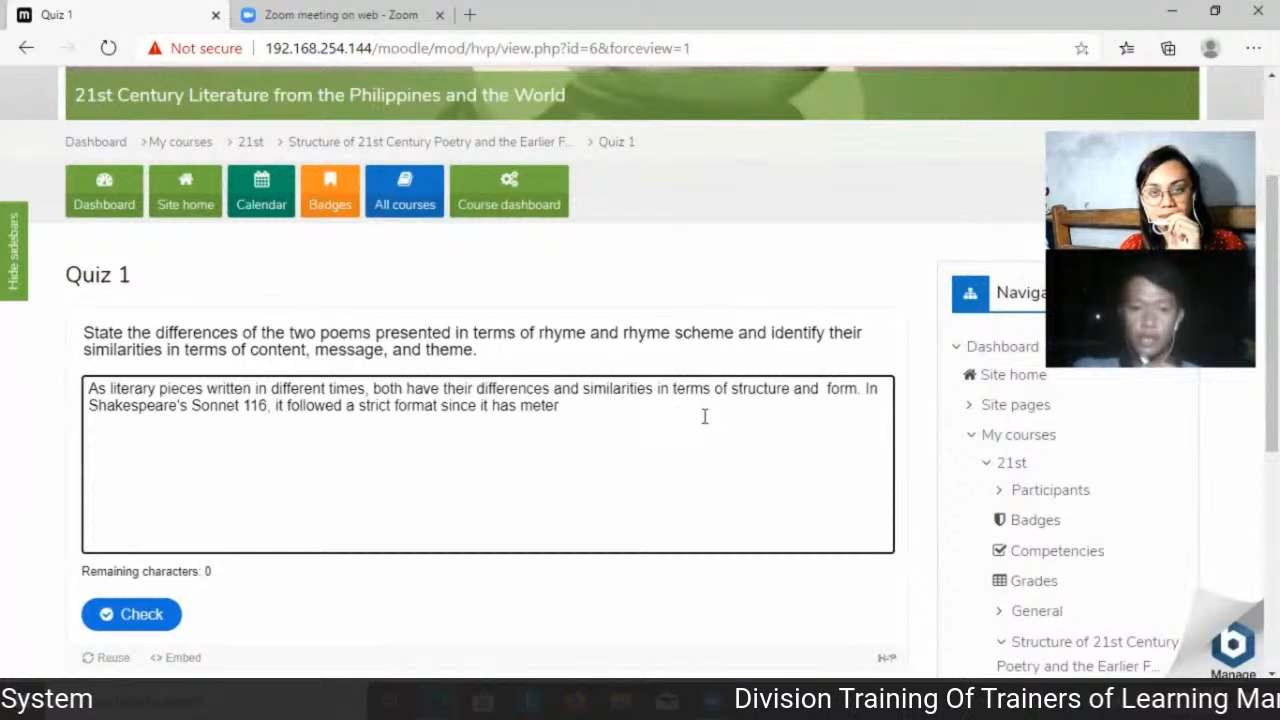 Quiz 1
Zoom meeting on web - Zoom
Not secure
192.168.254.144/moodle/mod/hvp/view.php?id=6&forceview=1
21st Century Literature from the Philippines and the World
Dashboard > My courses > 21st > Structure of 21st Century Poetry and the Earlier F... > Quiz 1
Dashboard
Site home
Calendar
Badges
All courses
Course dashboard
Hide sidebars
Quiz 1
State the differences of the two poems presented in terms of rhyme and rhyme scheme and identify their
similarities in terms of content, message, and theme.
As literary pieces written in different times, both have their differences and similarities in terms of structure and  form. In
Shakespeare's Sonnet 116, it followed a strict format since it has meter
Remaining characters: 0
Check
Reuse
<> Embed
H5P
Naviga
Dashboard
Site home
Site pages
My courses
21st
Participants
Badges
Competencies
Grades
General
Structure of 21st Century
Poetry and the Earlier F...
Manage
System
Division Training Of Trainers of Learning Ma